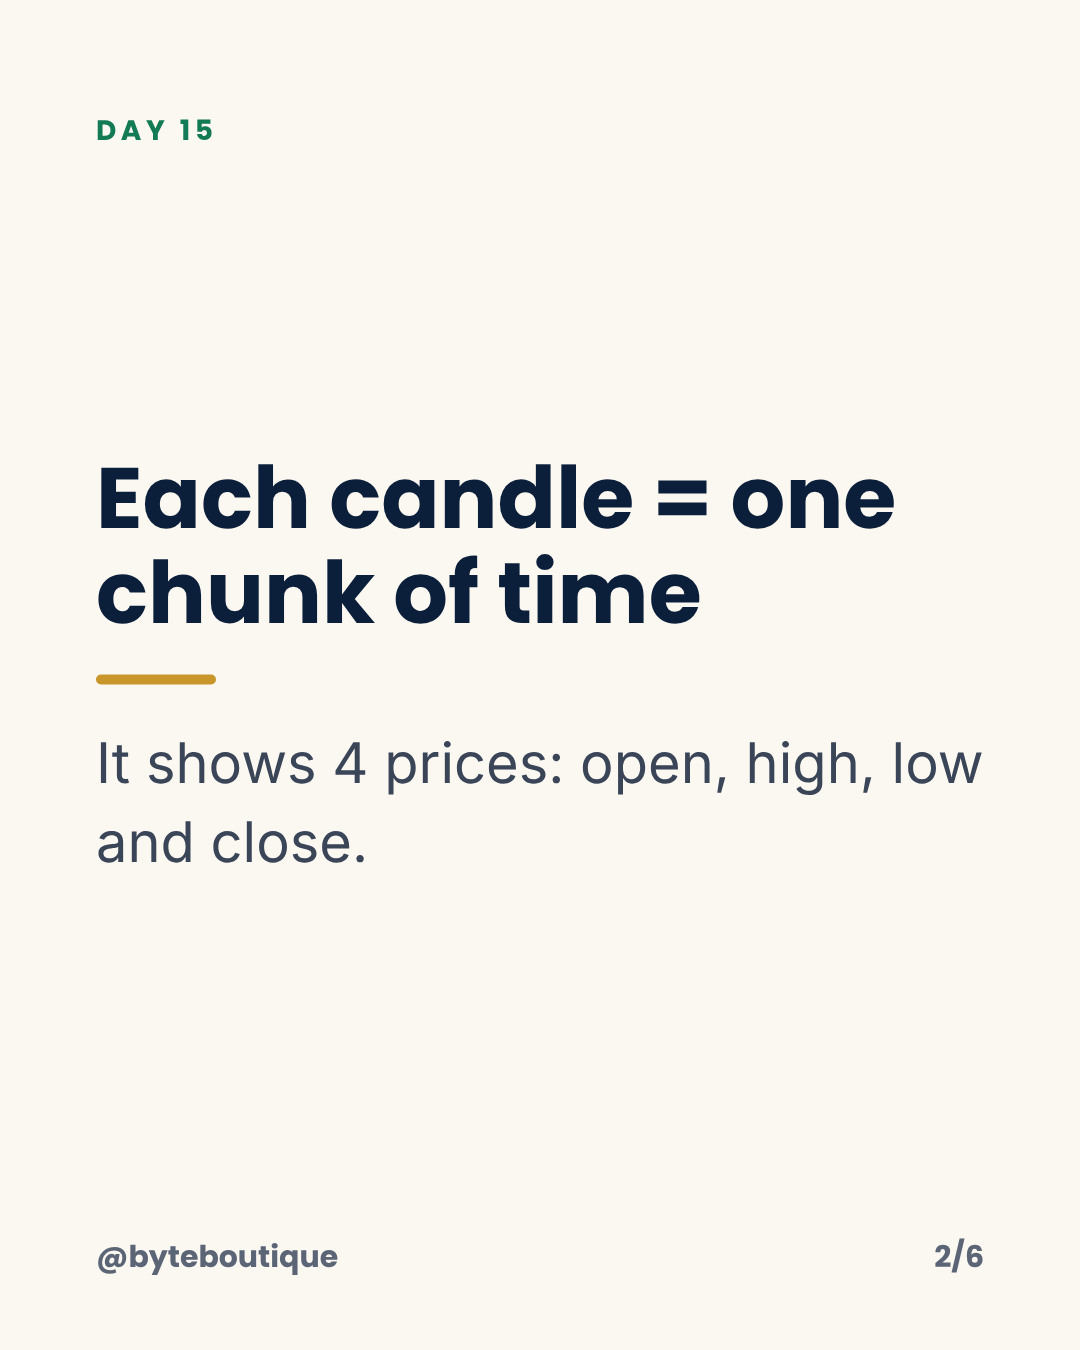 DAY 15
Each candle = one
chunk of time
It shows 4 prices: open, high, low
and close.
@byteboutique
2/6